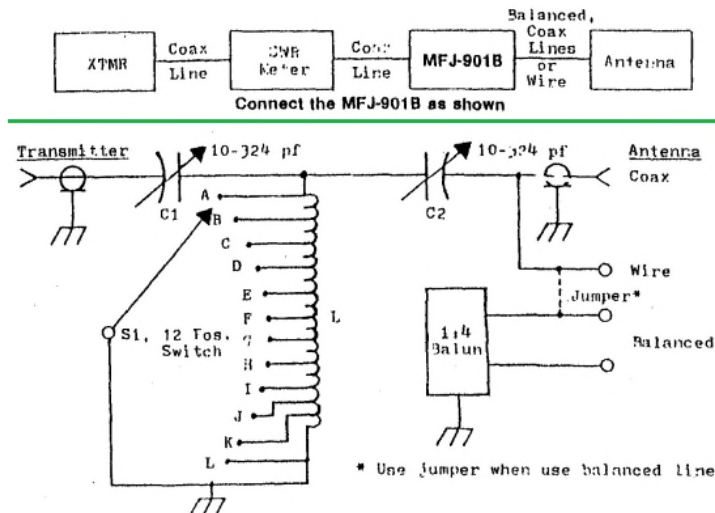 XTMR
Coax
Line
SWR
Meter
Coax
Line
MFJ-901B
Balanced,
Coax
Lines
or
Wire
Antenna
Connect the MFJ-901B as shown
Transmitter
10-324 pf
10-324 pf
Antenna
Coax
C1
C2
A
B
C
D
E
F
G
H
I
J
K
L
L
S1, 12 Pos.
Switch
Wire
Jumper*
1:4
Balun
Balanced
* Use jumper when use balanced line